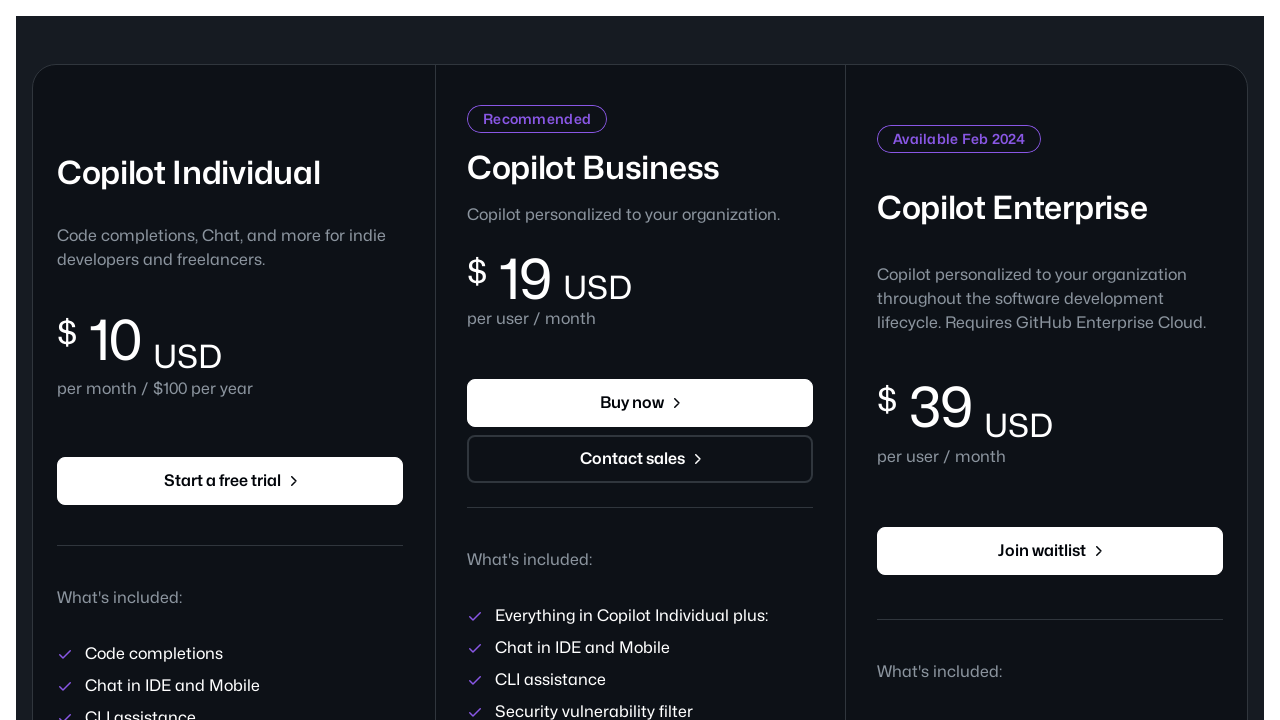 Copilot Individual
Code completions, Chat, and more for indie
developers and freelancers.
$ 10 USD
per month / $100 per year
Start a free trial
What's included:
Code completions
Chat in IDE and Mobile
CLI assistance
Recommended
Copilot Business
Copilot personalized to your organization.
$ 19 USD
per user / month
Buy now
Contact sales
What's included:
Everything in Copilot Individual plus:
Chat in IDE and Mobile
CLI assistance
Security vulnerability filter
Available Feb 2024
Copilot Enterprise
Copilot personalized to your organization
throughout the software development
lifecycle. Requires GitHub Enterprise Cloud.
$ 39 USD
per user / month
Join waitlist
What's included: